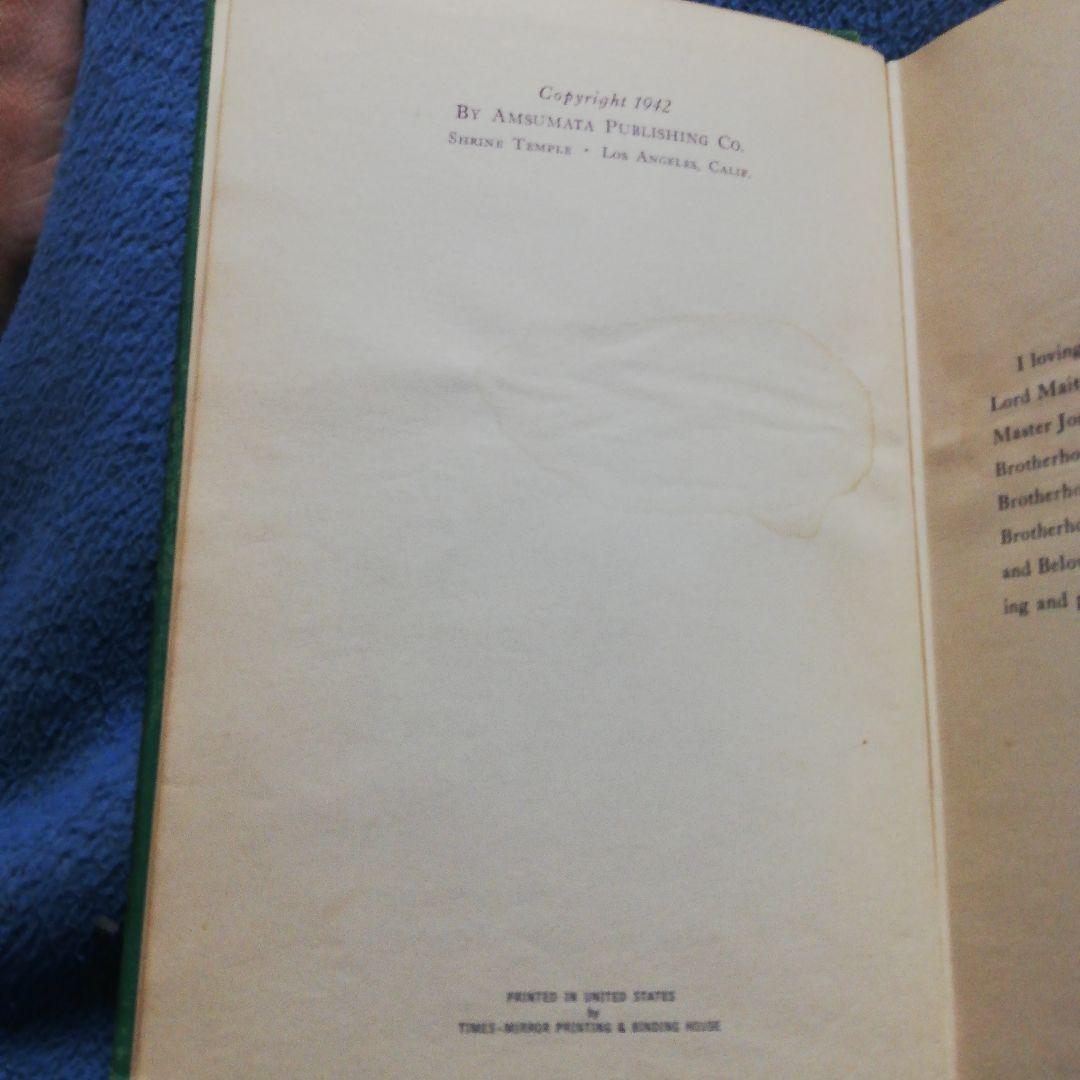 Copyright 1942
By Amsumata Publishing Co.
Shrine Temple • Los Angeles, Calif.
PRINTED IN UNITED STATES
by
TIMES-MIRROR PRINTING & BINDING HOUSE
I loving
Lord Mait
Master Jo
Brotherho
Brotherho
Brotherho
and Belov
ing and